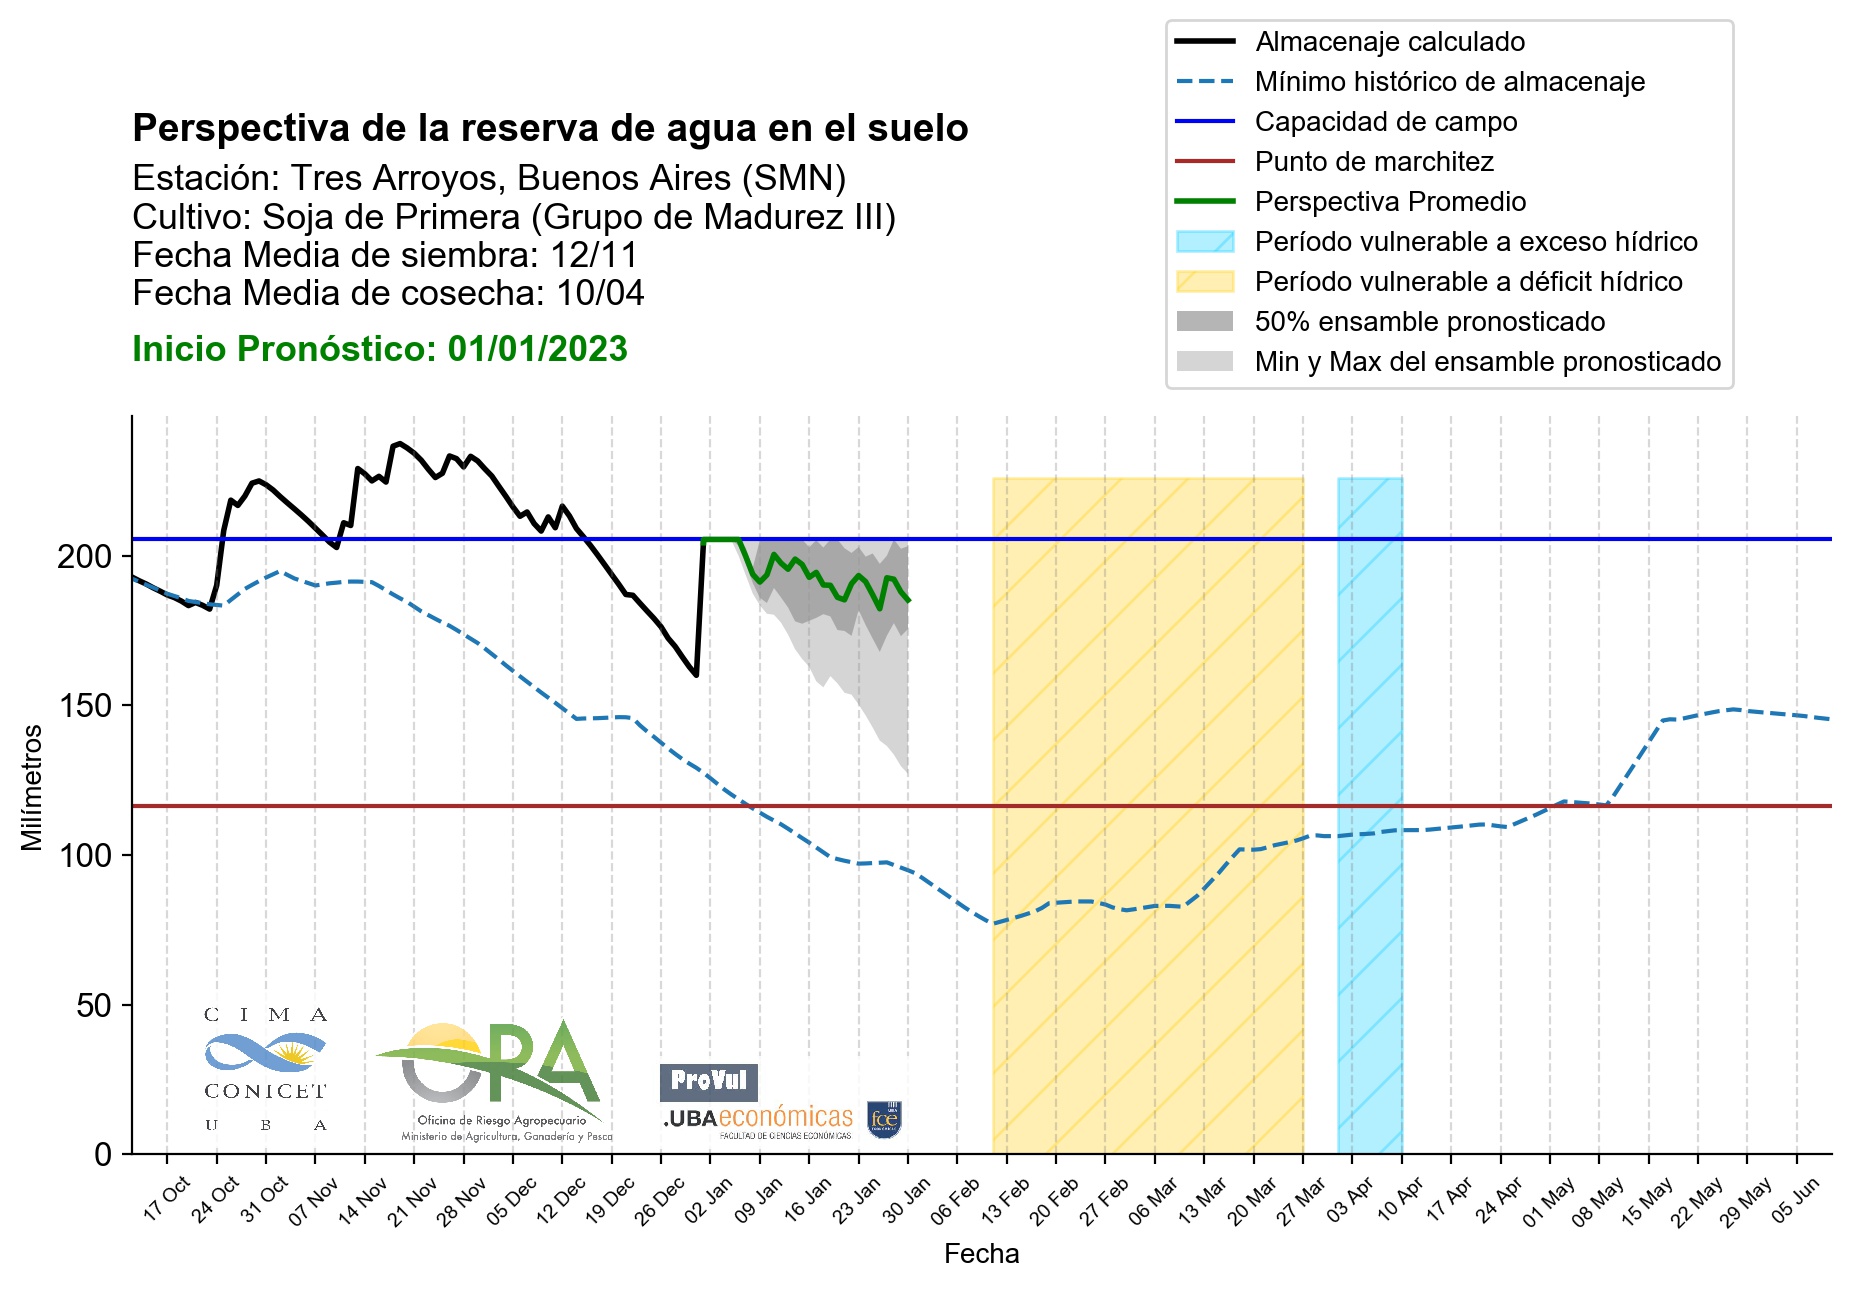 Almacenaje calculado
Mínimo histórico de almacenaje
Capacidad de campo
Punto de marchitez
Perspectiva Promedio
Período vulnerable a exceso hídrico
Período vulnerable a déficit hídrico
50% ensamble pronosticado
Min y Max del ensamble pronosticado
Perspectiva de la reserva de agua en el suelo
Estación: Tres Arroyos, Buenos Aires (SMN)
Cultivo: Soja de Primera (Grupo de Madurez III)
Fecha Media de siembra: 12/11
Fecha Media de cosecha: 10/04
Inicio Pronóstico: 01/01/2023
Milímetros
200
150
100
50
0
CIMA
CONICET
UBA
ORA
Oficina de Riesgo Agropecuario
Ministerio de Agricultura, Ganadería y Pesca
ProVul
.UBAeconómicas
FACULTAD DE CIENCIAS ECONÓMICAS
fce
17 Oct
24 Oct
31 Oct
07 Nov
14 Nov
21 Nov
28 Nov
05 Dec
12 Dec
19 Dec
26 Dec
02 Jan
09 Jan
16 Jan
23 Jan
30 Jan
06 Feb
13 Feb
20 Feb
27 Feb
06 Mar
13 Mar
20 Mar
27 Mar
03 Apr
10 Apr
17 Apr
24 Apr
01 May
08 May
15 May
22 May
29 May
05 Jun
Fecha